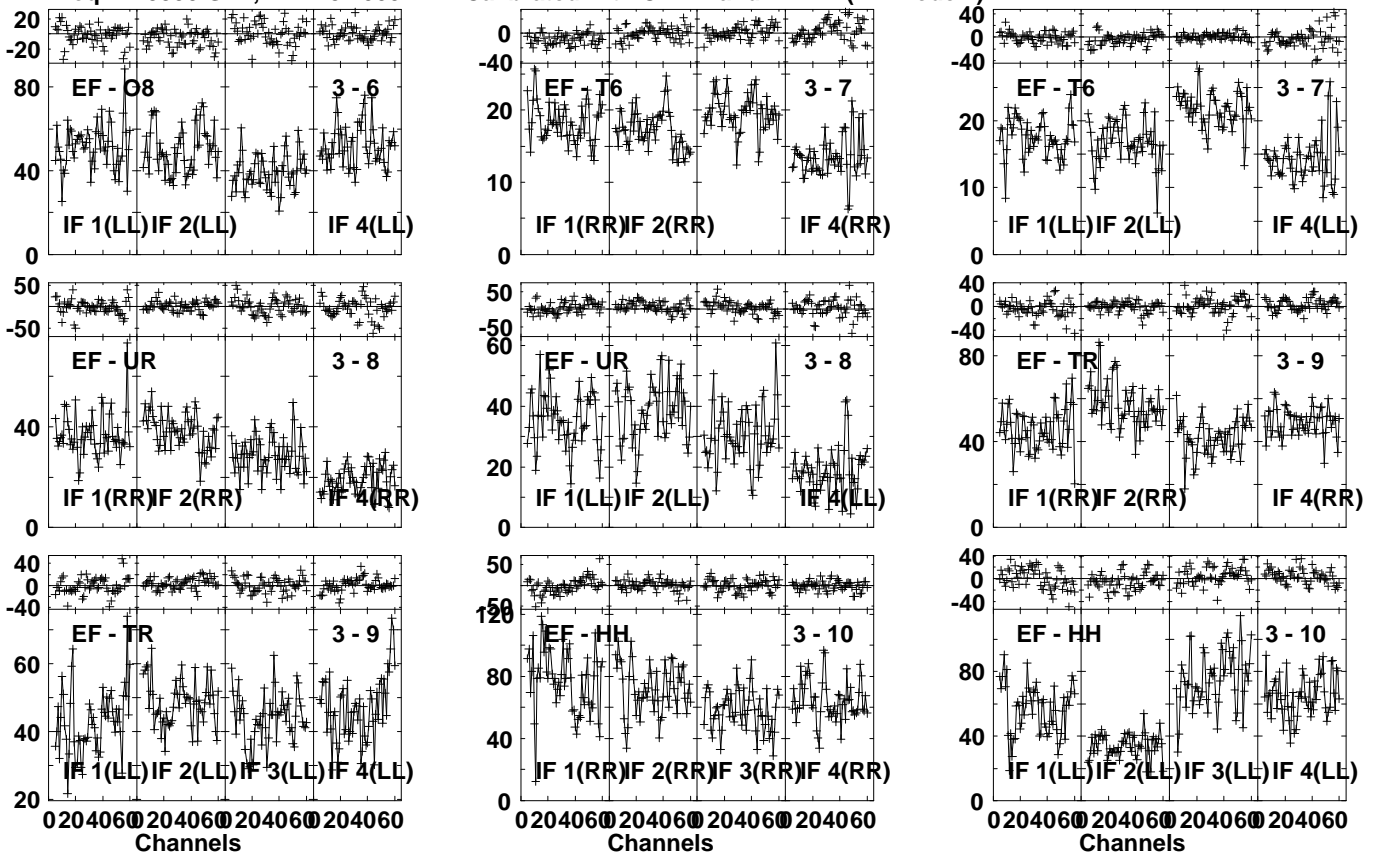 20 0 -20
80 EF - O8 3 - 6
40
IF 1(LL) IF 2(LL) IF 4(LL)
0
0 -40
EF - T6 3 - 7
20
10
IF 1(RR) IF 2(RR) IF 4(RR)
0
40 0 -40
EF - T6 3 - 7
20
10
IF 1(LL) IF 2(LL) IF 4(LL)
0
50 0 -50
EF - UR 3 - 8
40
IF 1(RR) IF 2(RR) IF 4(RR)
0
50 0 -50
60 EF - UR 3 - 8
40
20
IF 1(LL) IF 2(LL) IF 4(LL)
0
40 0 -40
80 EF - TR 3 - 9
40
IF 1(RR) IF 2(RR) IF 4(RR)
0
40 0 -40
EF - TR 3 - 9
60
40
IF 1(LL) IF 2(LL) IF 3(LL) IF 4(LL)
20
0 20 40 60 0 20 40 60 0 20 40 60 0 20 40 60
Channels
50 0 -50
120 EF - HH 3 - 10
80
40
IF 1(RR) IF 2(RR) IF 3(RR) IF 4(RR)
0
0 20 40 60 0 20 40 60 0 20 40 60 0 20 40 60
Channels
40 0 -40
EF - HH 3 - 10
80
40
IF 1(LL) IF 2(LL) IF 3(LL) IF 4(LL)
0
0 20 40 60 0 20 40 60 0 20 40 60 0 20 40 60
Channels